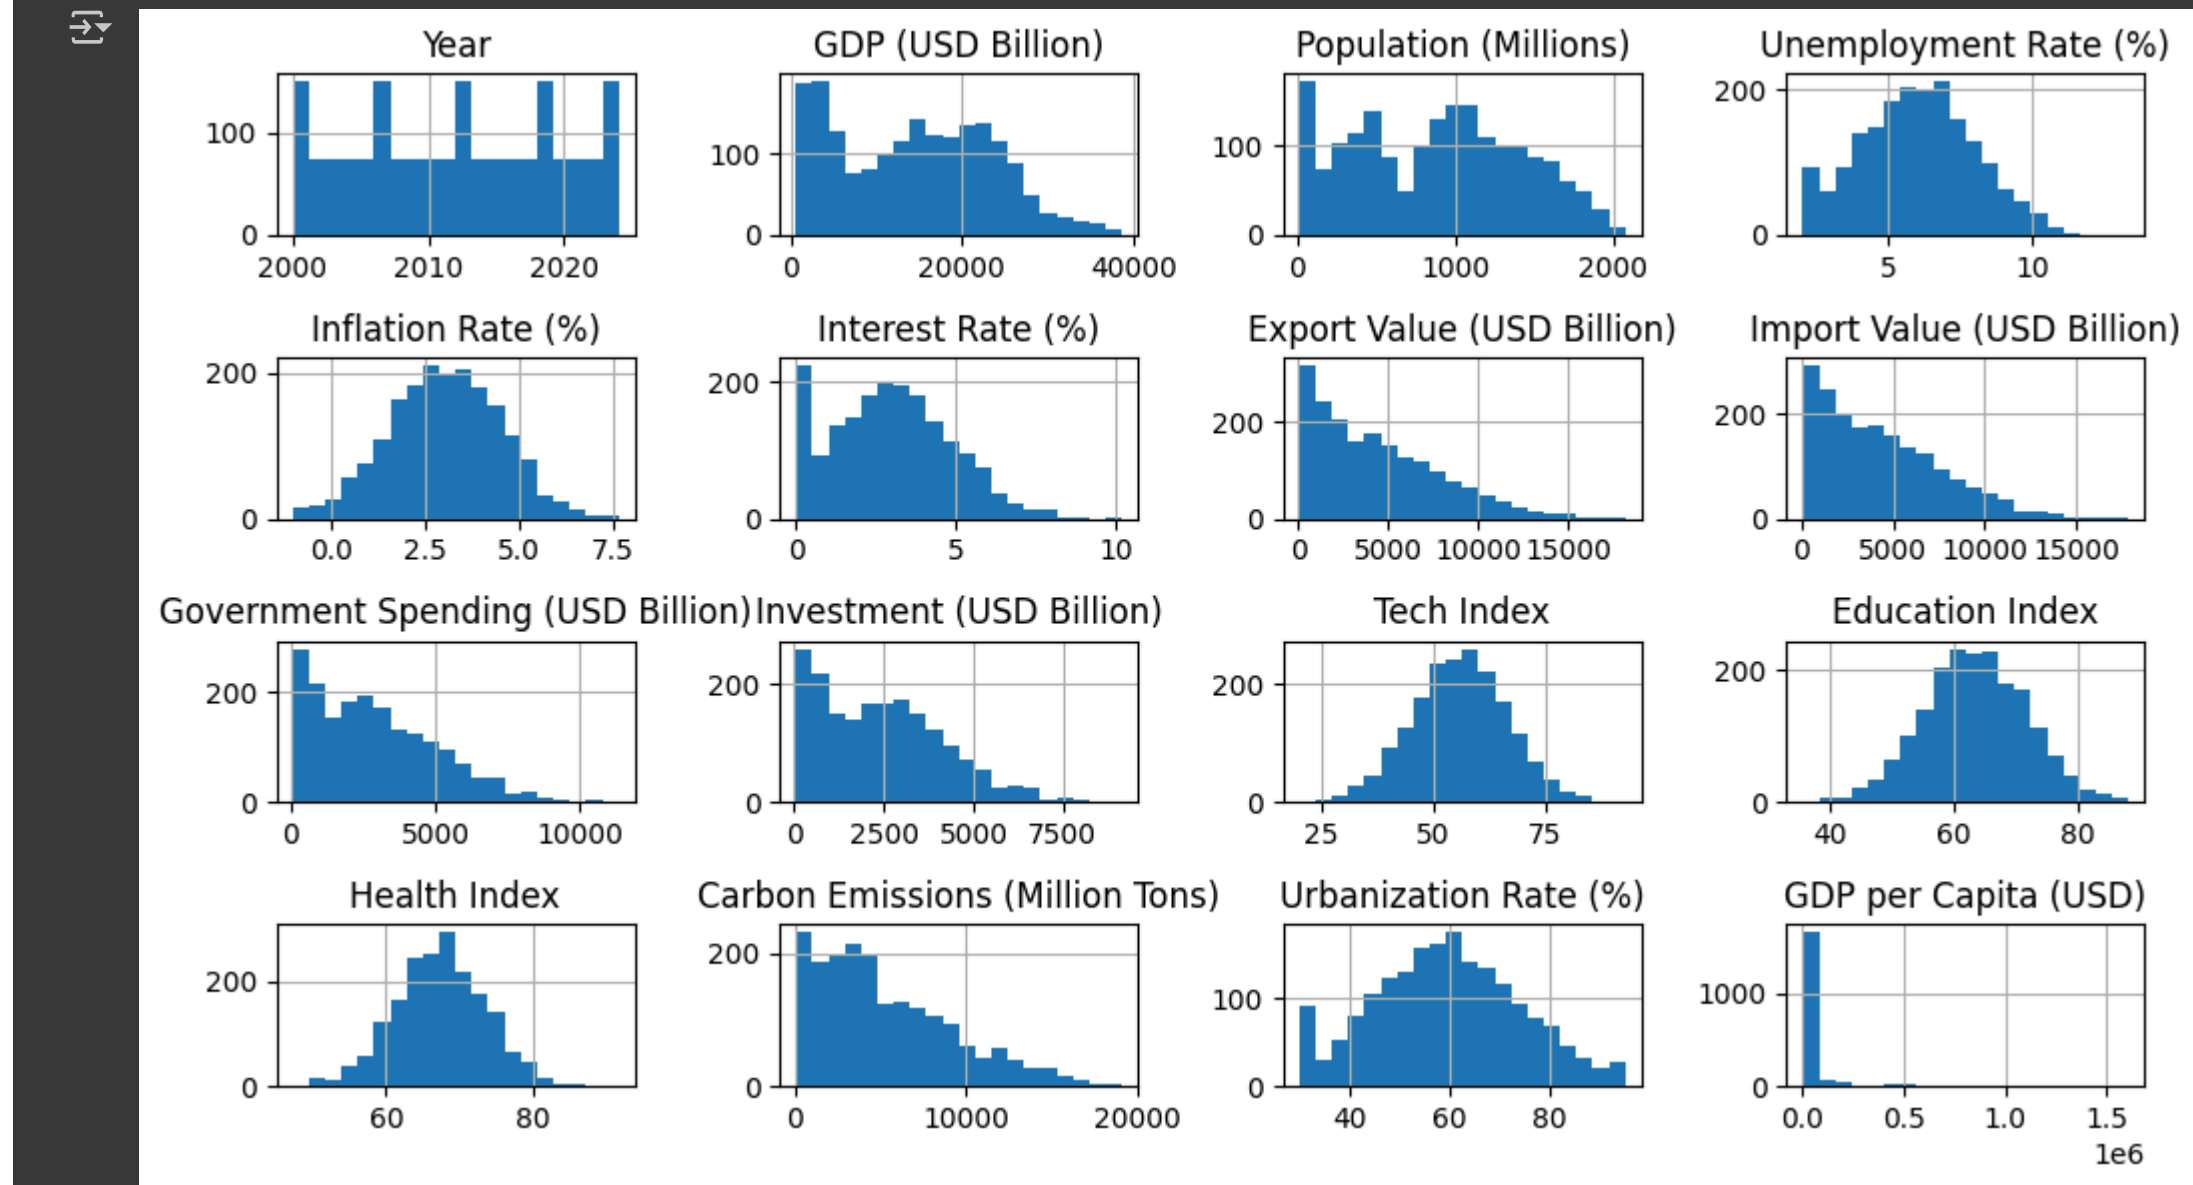 Year GDP (USD Billion) Population (Millions) Unemployment Rate (%)
100
0
2000 2010 2020
100
0
0 20000 40000
100
0
0 1000 2000
200
0
5 10
Inflation Rate (%) Interest Rate (%) Export Value (USD Billion) Import Value (USD Billion)
200
0
0.0 2.5 5.0 7.5
200
0
0 5 10
200
0
0 5000 10000 15000
200
0
0 5000 10000 15000
Government Spending (USD Billion) Investment (USD Billion) Tech Index Education Index
200
0
0 5000 10000
200
0
0 2500 5000 7500
200
0
25 50 75
200
0
40 60 80
Health Index Carbon Emissions (Million Tons) Urbanization Rate (%) GDP per Capita (USD)
200
0
60 80
200
0
0 10000 20000
100
0
40 60 80
1000
0
0.0 0.5 1.0 1.5
1e6